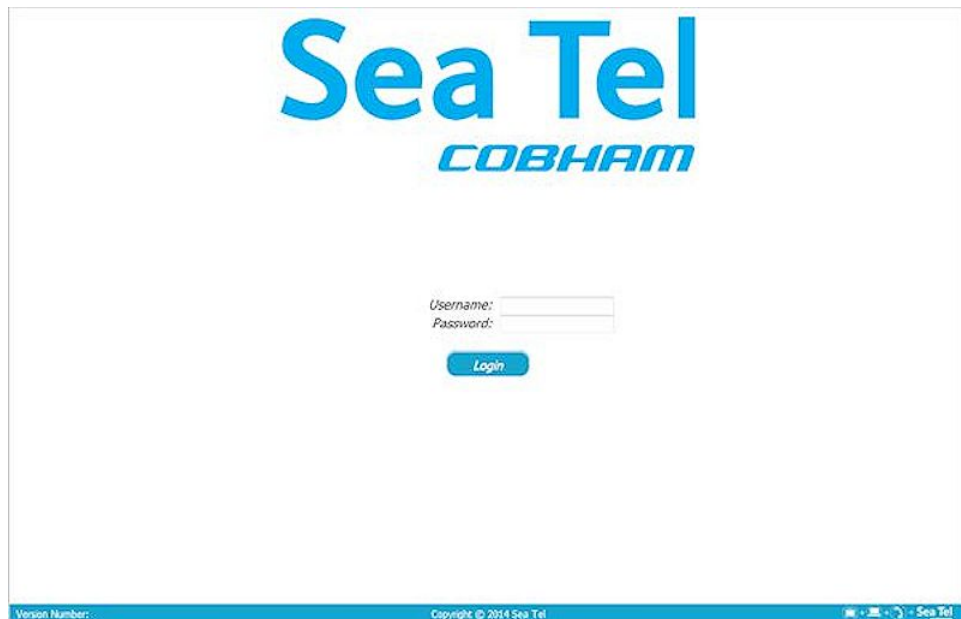 Sea Tel
COBHAM
Username:
Password:
Login
Version Number:
Copyright © 2014 Sea Tel
+ + + Sea Tel